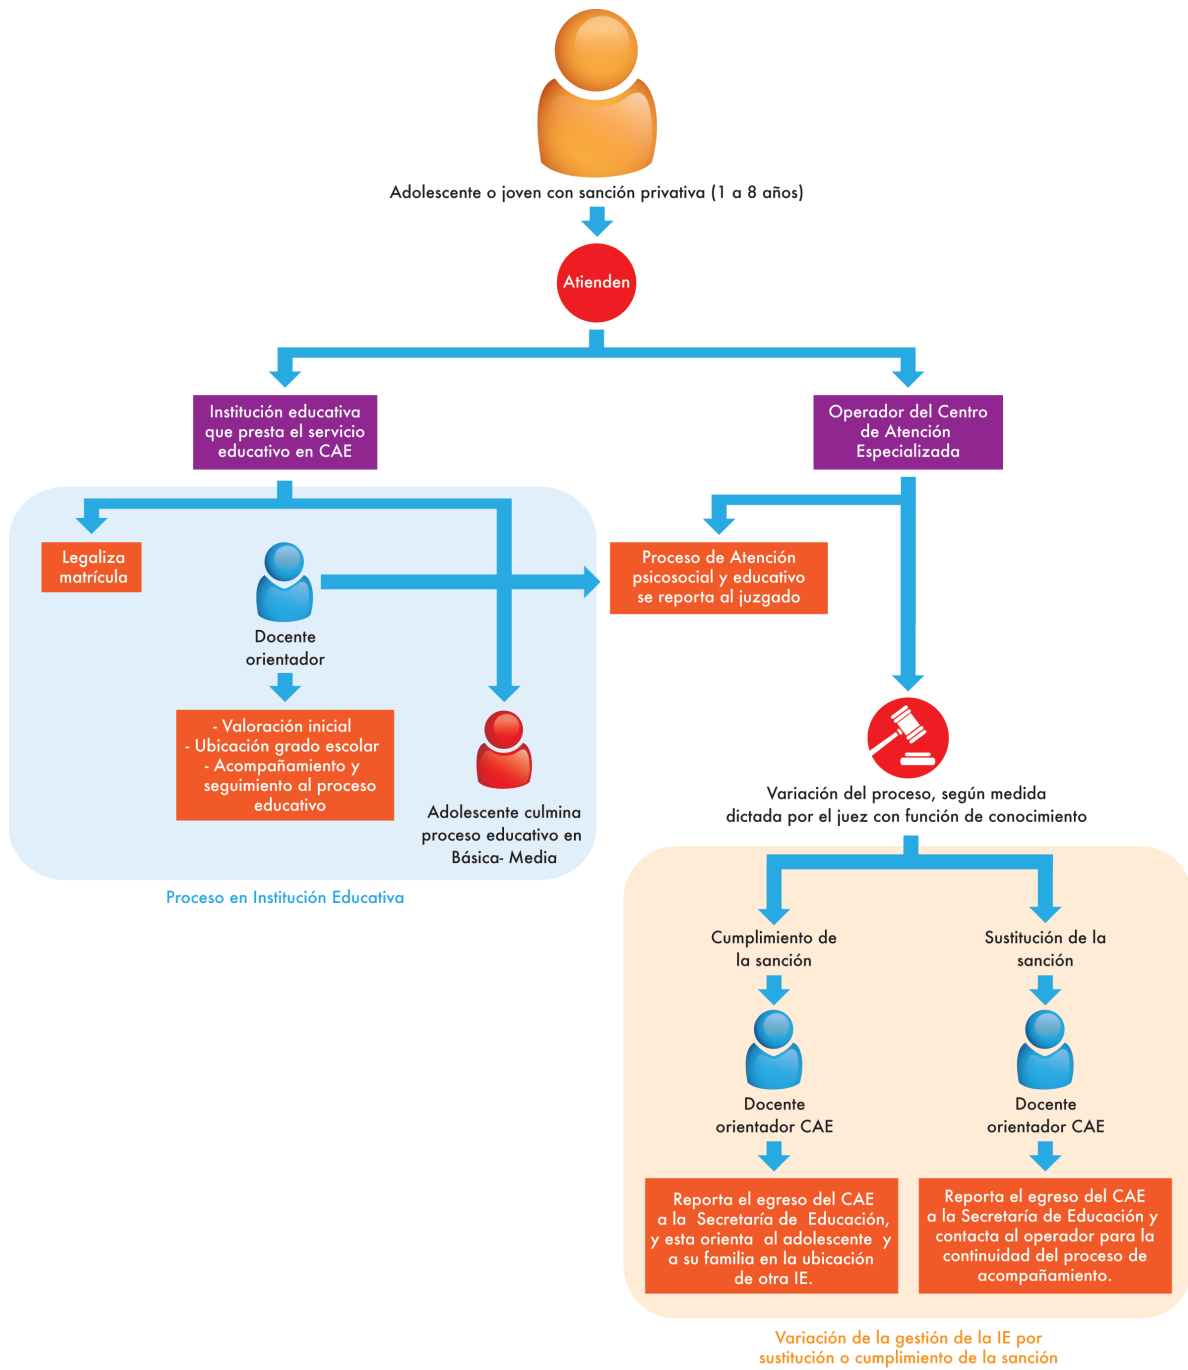 Adolescente o joven con sanción privativa (1 a 8 años)
Atienden
Institución educativa
que presta el servicio
educativo en CAE
Operador del Centro
de Atención
Especializada
Legaliza
matrícula
Docente
orientador
- Valoración inicial
- Ubicación grado escolar
- Acompañamiento y
seguimiento al proceso
educativo
Adolescente culmina
proceso educativo en
Básica- Media
Proceso en Institución Educativa
Proceso de Atención
psicosocial y educativo
se reporta al juzgado
Variación del proceso, según medida
dictada por el juez con función de conocimiento
Cumplimiento de
la sanción
Docente
orientador CAE
Reporta el egreso del CAE
a la Secretaría de Educación,
y esta orienta al adolescente y
a su familia en la ubicación
de otra IE.
Sustitución de la
sanción
Docente
orientador CAE
Reporta el egreso del CAE
a la Secretaría de Educación y
contacta al operador para la
continuidad del proceso de
acompañamiento.
Variación de la gestión de la IE por
sustitución o cumplimiento de la sanción